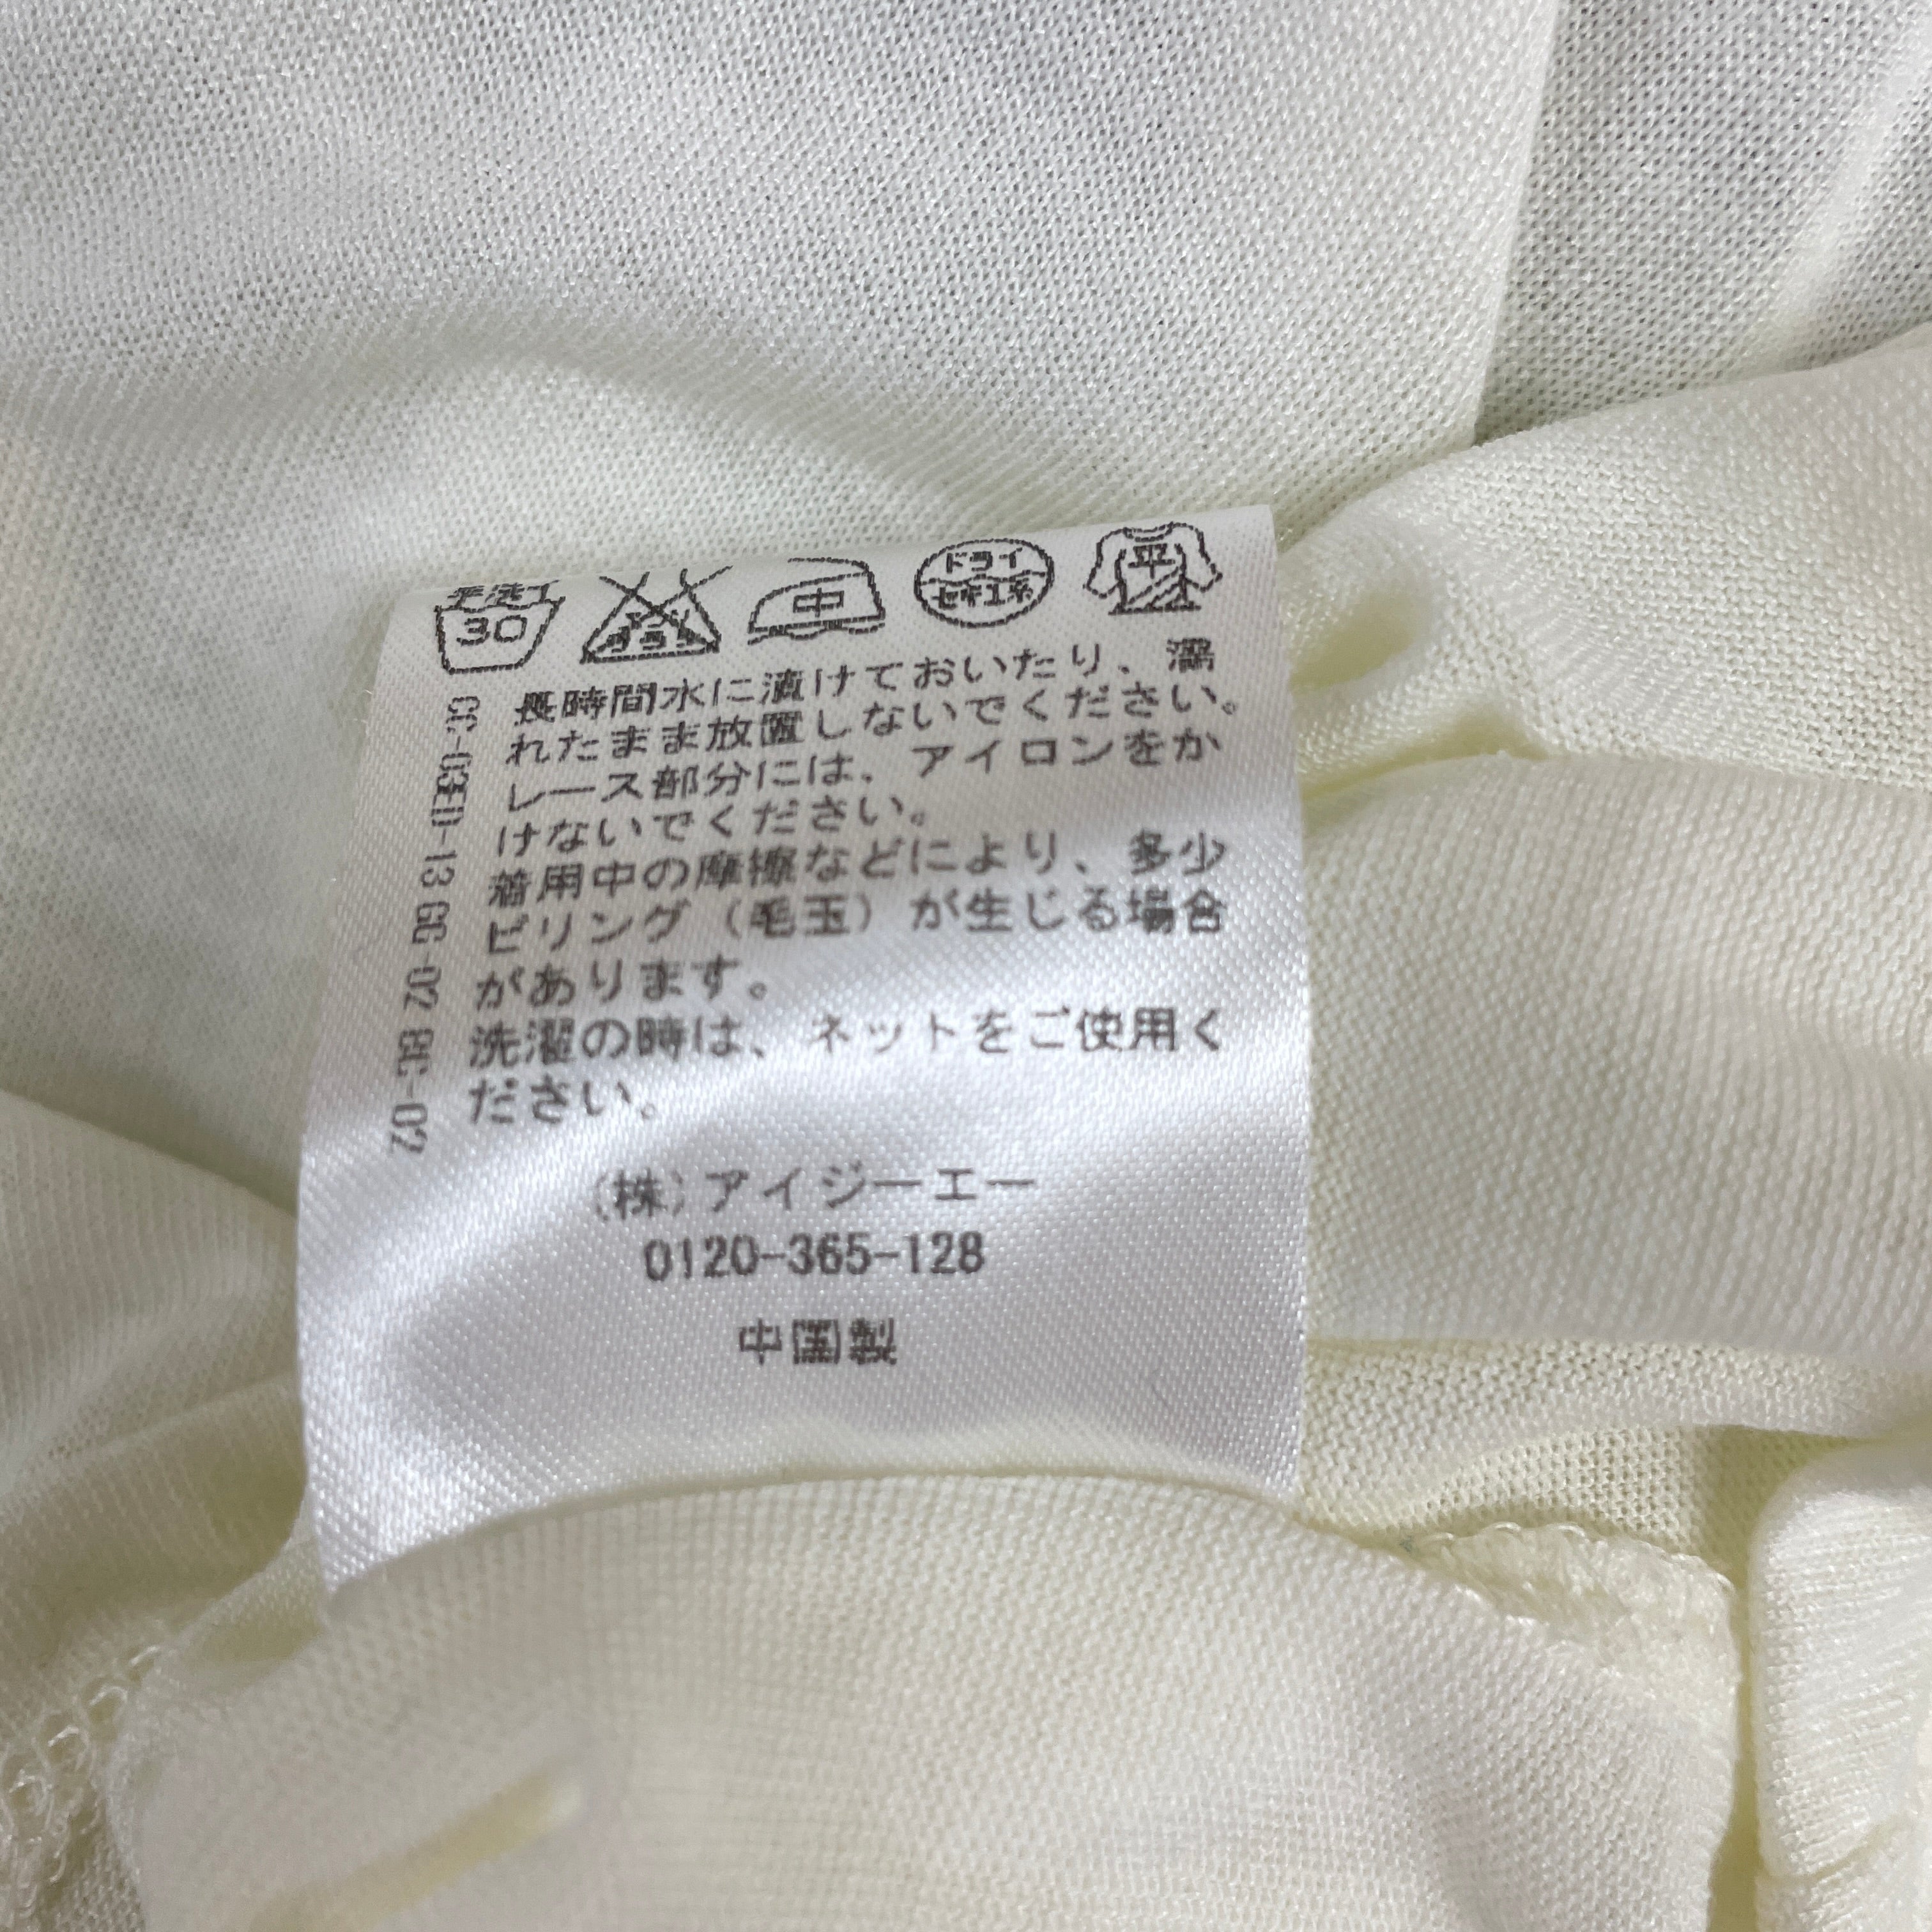 手洗イ
30
エンソ
サラシ
中
ドライ
セキユ系
平
長時間水に漬けておいたり、濡
れたまま放置しないでください。
レース部分には、アイロンをか
けないでください。
着用中の摩擦などにより、多少
ピリング（毛玉）が生じる場合
があります。
洗濯の時は、ネットをご使用く
ださい。
(株)アイジーエー
0120-365-128
中国製